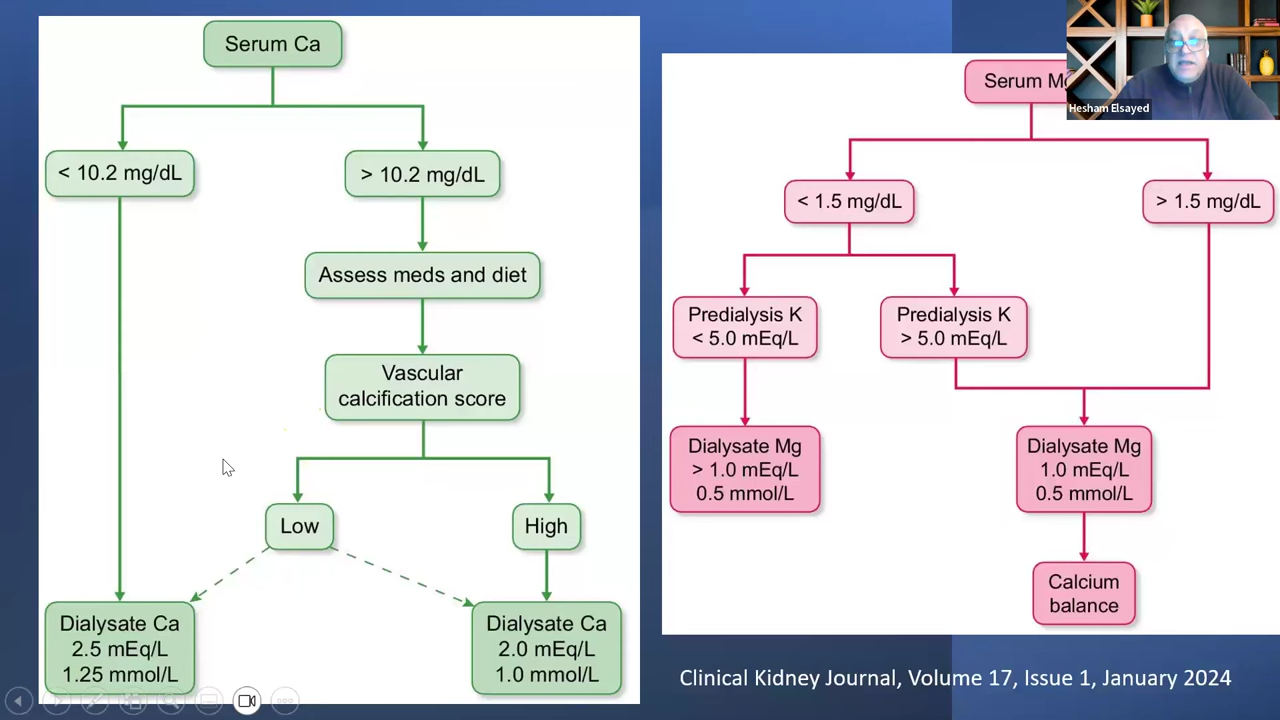 Serum Ca
< 10.2 mg/dL
> 10.2 mg/dL
Assess meds and diet
Vascular
calcification score
Low
High
Dialysate Ca
2.5 mEq/L
1.25 mmol/L
Dialysate Ca
2.0 mEq/L
1.0 mmol/L
Serum
Hesham Elsayed
< 1.5 mg/dL
> 1.5 mg/dL
Predialysis K
< 5.0 mEq/L
Predialysis K
> 5.0 mEq/L
Dialysate Mg
> 1.0 mEq/L
0.5 mmol/L
Dialysate Mg
1.0 mEq/L
0.5 mmol/L
Calcium
balance
Clinical Kidney Journal, Volume 17, Issue 1, January 2024